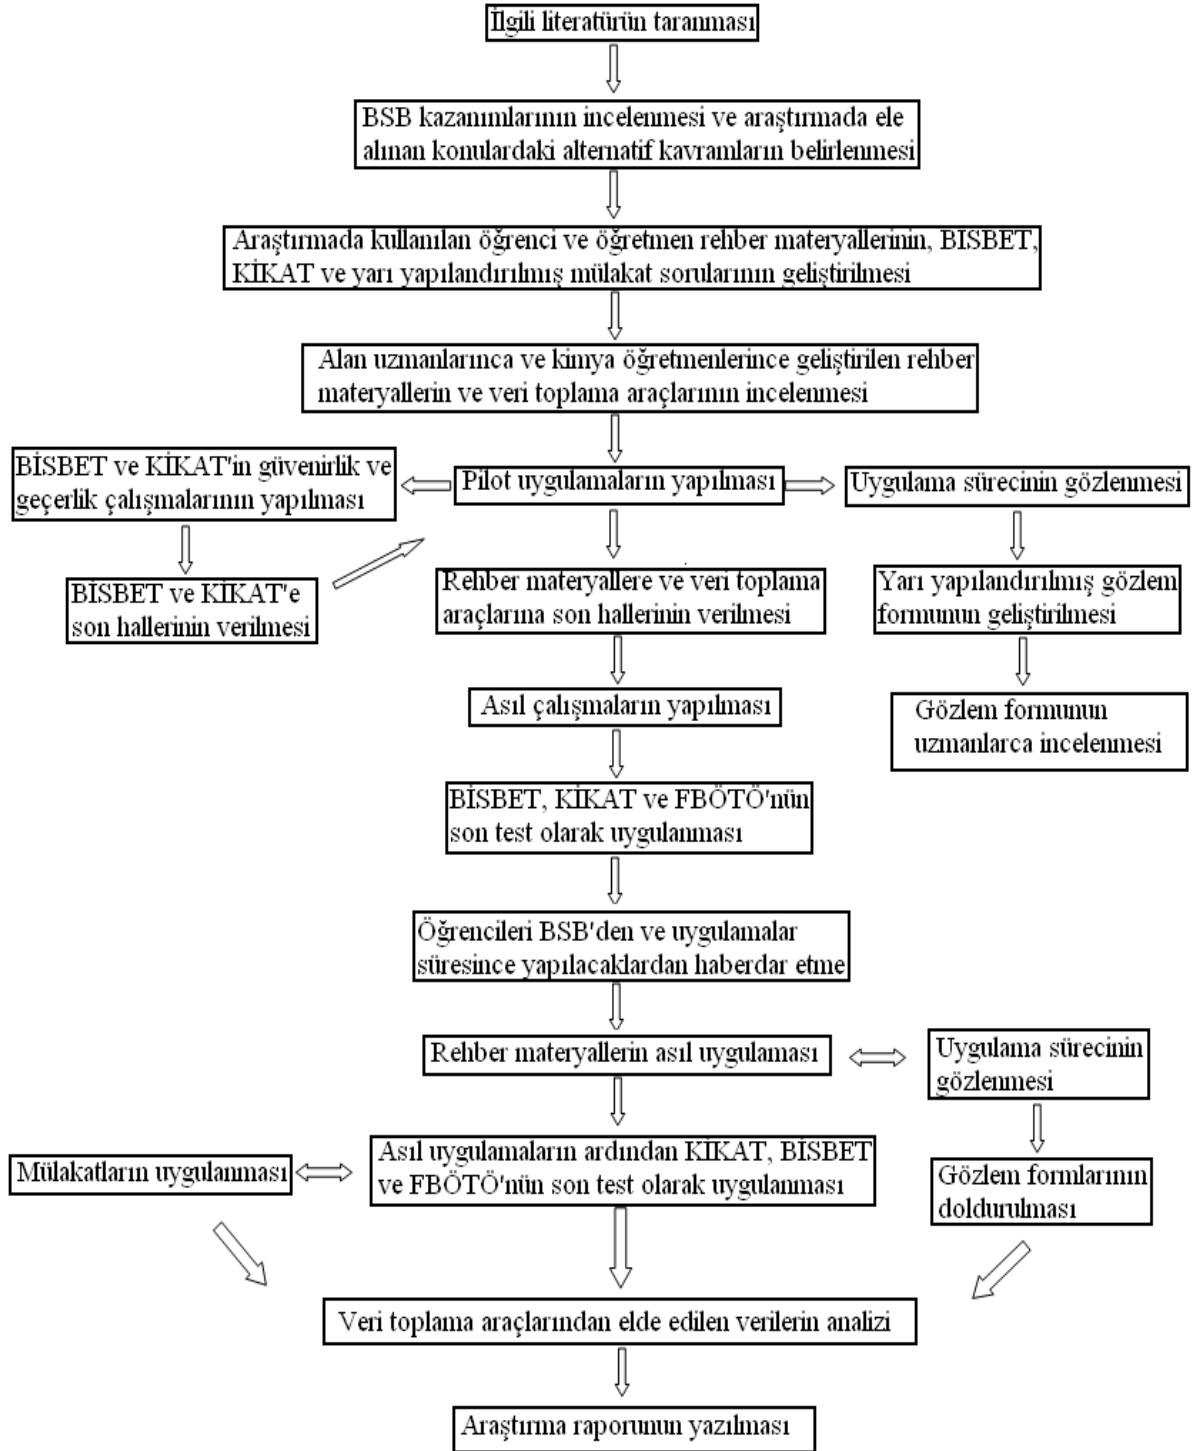 İlgili literatürün taranması
BSB kazanımlarının incelenmesi ve araştırmada ele
alınan konulardaki alternatif kavramların belirlenmesi
Araştırmada kullanılan öğrenci ve öğretmen rehber materyallerinin, BISBET,
KİKAT ve yarı yapılandırılmış mülakat sorularının geliştirilmesi
Alan uzmanlarınca ve kimya öğretmenlerince geliştirilen rehber
materyallerin ve veri toplama araçlarının incelenmesi
BİSBET ve KİKAT'in güvenirlik ve
geçerlik çalışmalarının yapılması
Pilot uygulamaların yapılması
Uygulama sürecinin gözlenmesi
BİSBET ve KİKAT'e
son hallerinin verilmesi
Rehber materyallere ve veri toplama
araçlarına son hallerinin verilmesi
Yarı yapılandırılmış gözlem
formunun geliştirilmesi
Asıl çalışmaların yapılması
Gözlem formunun
uzmanlarca incelenmesi
BİSBET, KİKAT ve FBÖTÖ'nün
son test olarak uygulanması
Öğrencileri BSB'den ve uygulamalar
süresince yapılacaklardan haberdar etme
Rehber materyallerin asıl uygulaması
Uygulama sürecinin
gözlenmesi
Mülakatların uygulanması
Asıl uygulamaların ardından KİKAT, BİSBET
ve FBÖTÖ'nün son test olarak uygulanması
Gözlem formlarının
doldurulması
Veri toplama araçlarından elde edilen verilerin analizi
Araştırma raporunun yazılması